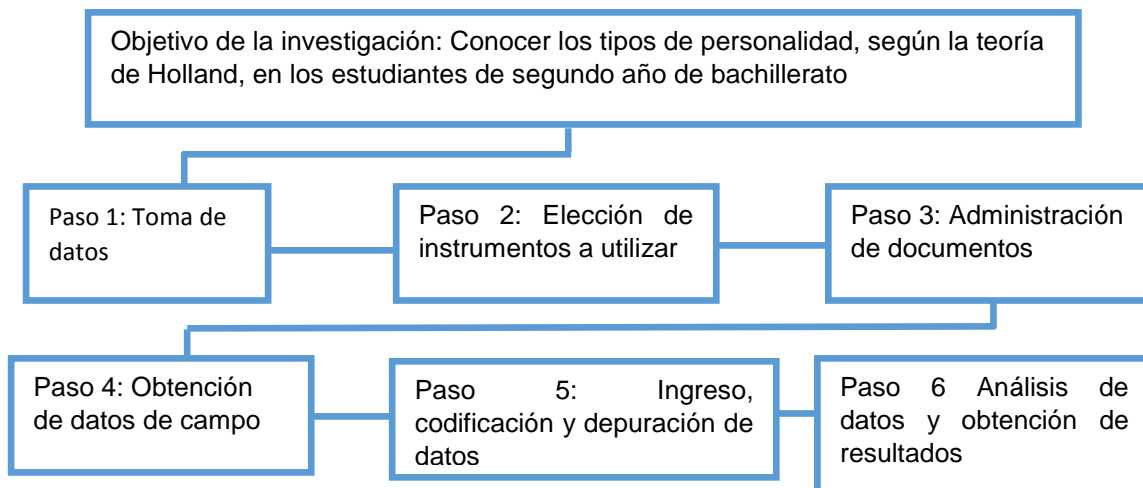 Objetivo de la investigación: Conocer los tipos de personalidad, según la teoría
de Holland, en los estudiantes de segundo año de bachillerato
Paso 1: Toma de
datos
Paso 2: Elección de
instrumentos a utilizar
Paso 3: Administración
de documentos
Paso 4: Obtención
de datos de campo
Paso 5: Ingreso,
codificación y depuración de
datos
Paso 6 Análisis de
datos y obtención de
resultados